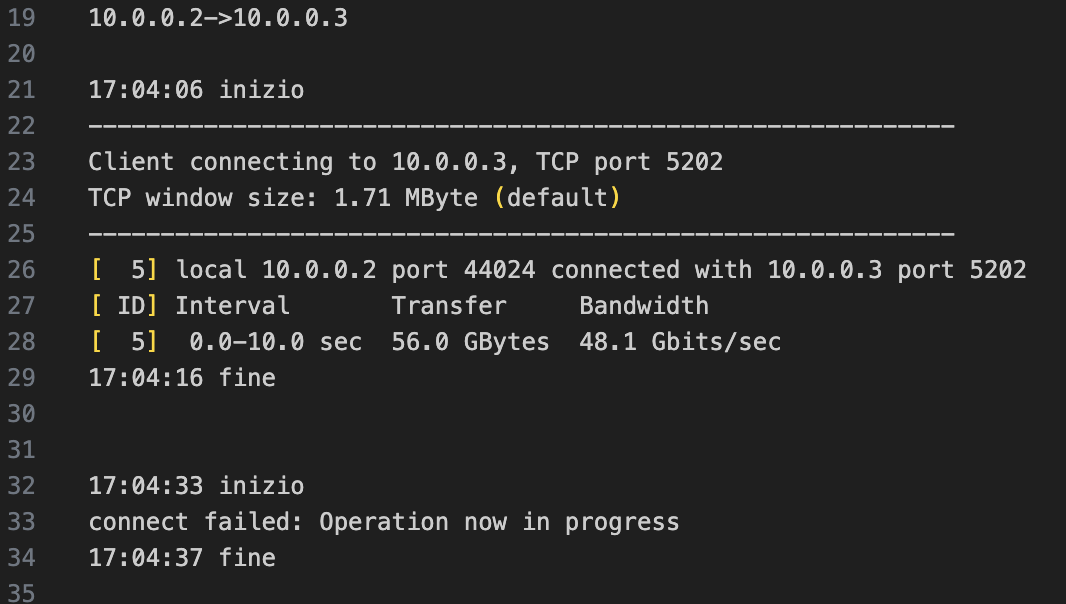 19 10.0.0.2->10.0.0.3
20
21 17:04:06 inizio
22 ------------------------------------------------------------
23 Client connecting to 10.0.0.3, TCP port 5202
24 TCP window size: 1.71 MByte (default)
25 ------------------------------------------------------------
26 [  5] local 10.0.0.2 port 44024 connected with 10.0.0.3 port 5202
27 [ ID] Interval       Transfer     Bandwidth
28 [  5]  0.0-10.0 sec  56.0 GBytes  48.1 Gbits/sec
29 17:04:16 fine
30
31
32 17:04:33 inizio
33 connect failed: Operation now in progress
34 17:04:37 fine
35